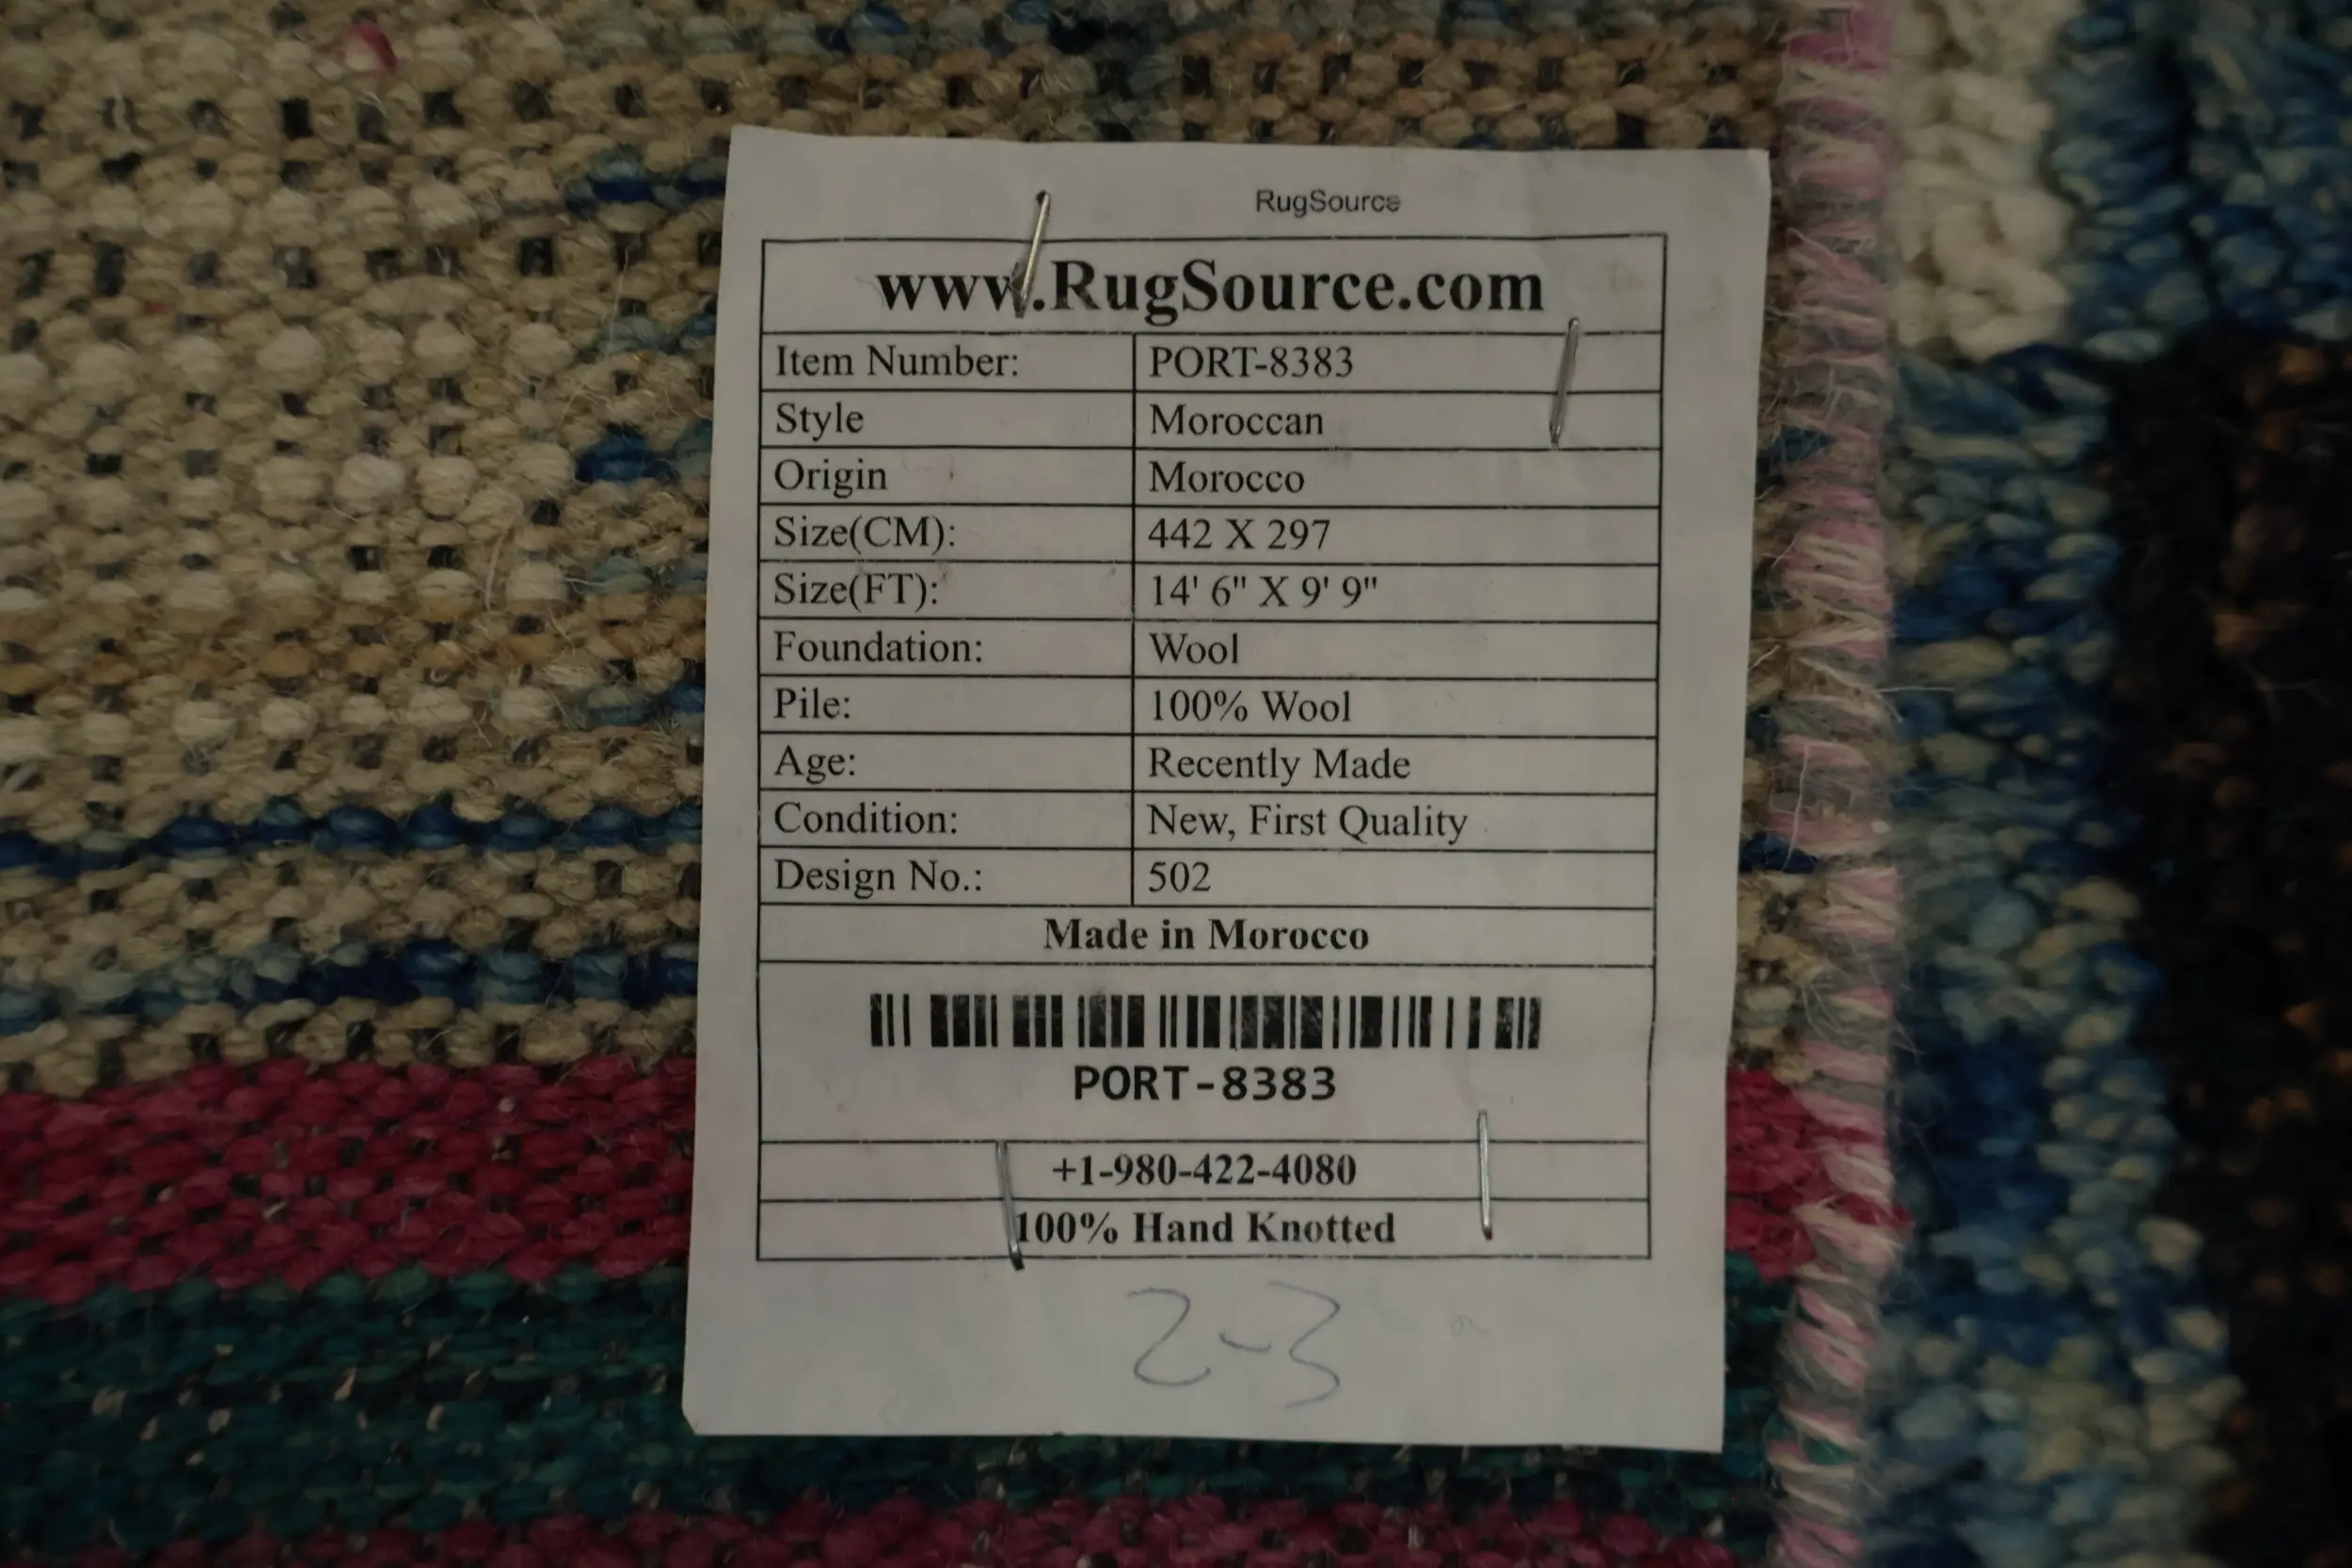 RugSource
www.RugSource.com
Item Number: PORT-8383
Style Moroccan
Origin Morocco
Size(CM): 442 X 297
Size(FT): 14' 6" X 9' 9"
Foundation: Wool
Pile: 100% Wool
Age: Recently Made
Condition: New, First Quality
Design No.: 502
Made in Morocco
PORT-8383
+1-980-422-4080
100% Hand Knotted
2-3